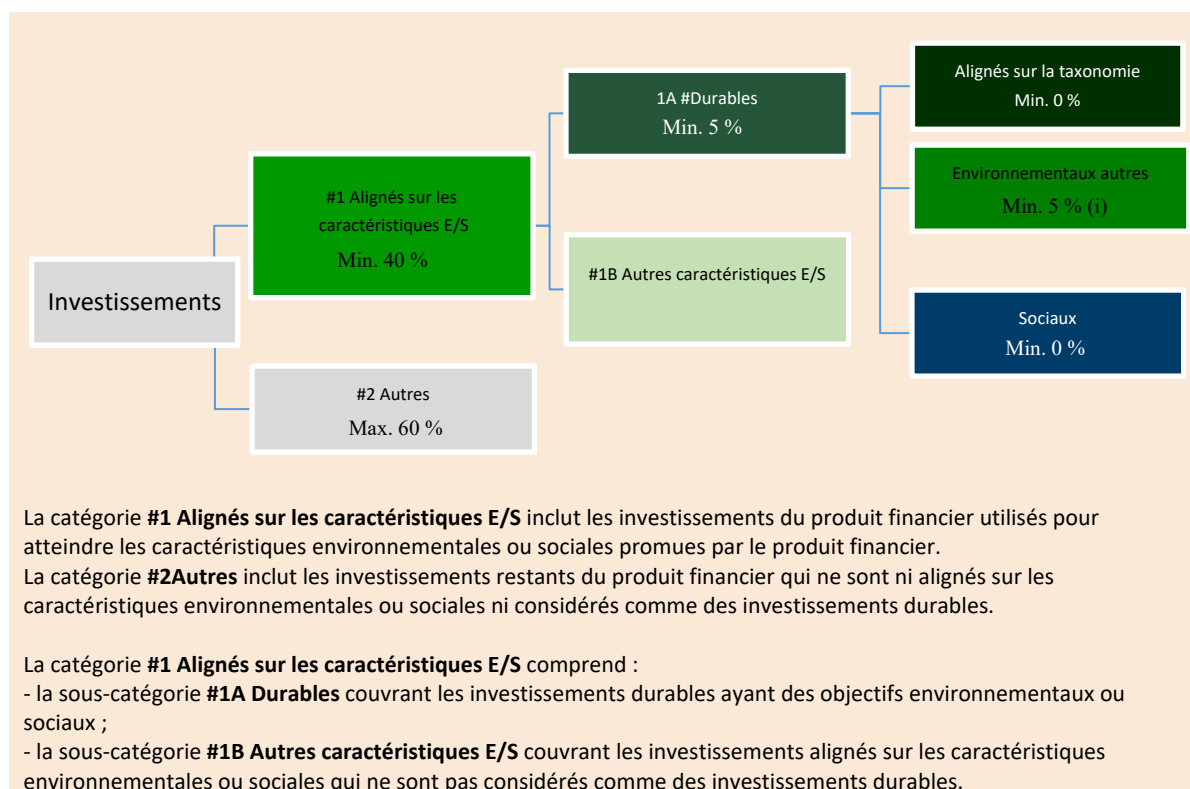 Investissements
#1 Alignés sur les
caractéristiques E/S
Min. 40 %
#2 Autres
Max. 60 %
1A #Durables
Min. 5 %
#1B Autres caractéristiques E/S
Alignés sur la taxonomie
Min. 0 %
Environnementaux autres
Min. 5 % (i)
Sociaux
Min. 0 %
La catégorie #1 Alignés sur les caractéristiques E/S inclut les investissements du produit financier utilisés pour
atteindre les caractéristiques environnementales ou sociales promues par le produit financier.
La catégorie #2Autres inclut les investissements restants du produit financier qui ne sont ni alignés sur les
caractéristiques environnementales ou sociales ni considérés comme des investissements durables.
La catégorie #1 Alignés sur les caractéristiques E/S comprend :
- la sous-catégorie #1A Durables couvrant les investissements durables ayant des objectifs environnementaux ou
sociaux ;
- la sous-catégorie #1B Autres caractéristiques E/S couvrant les investissements alignés sur les caractéristiques
environnementales ou sociales qui ne sont pas considérés comme des investissements durables.